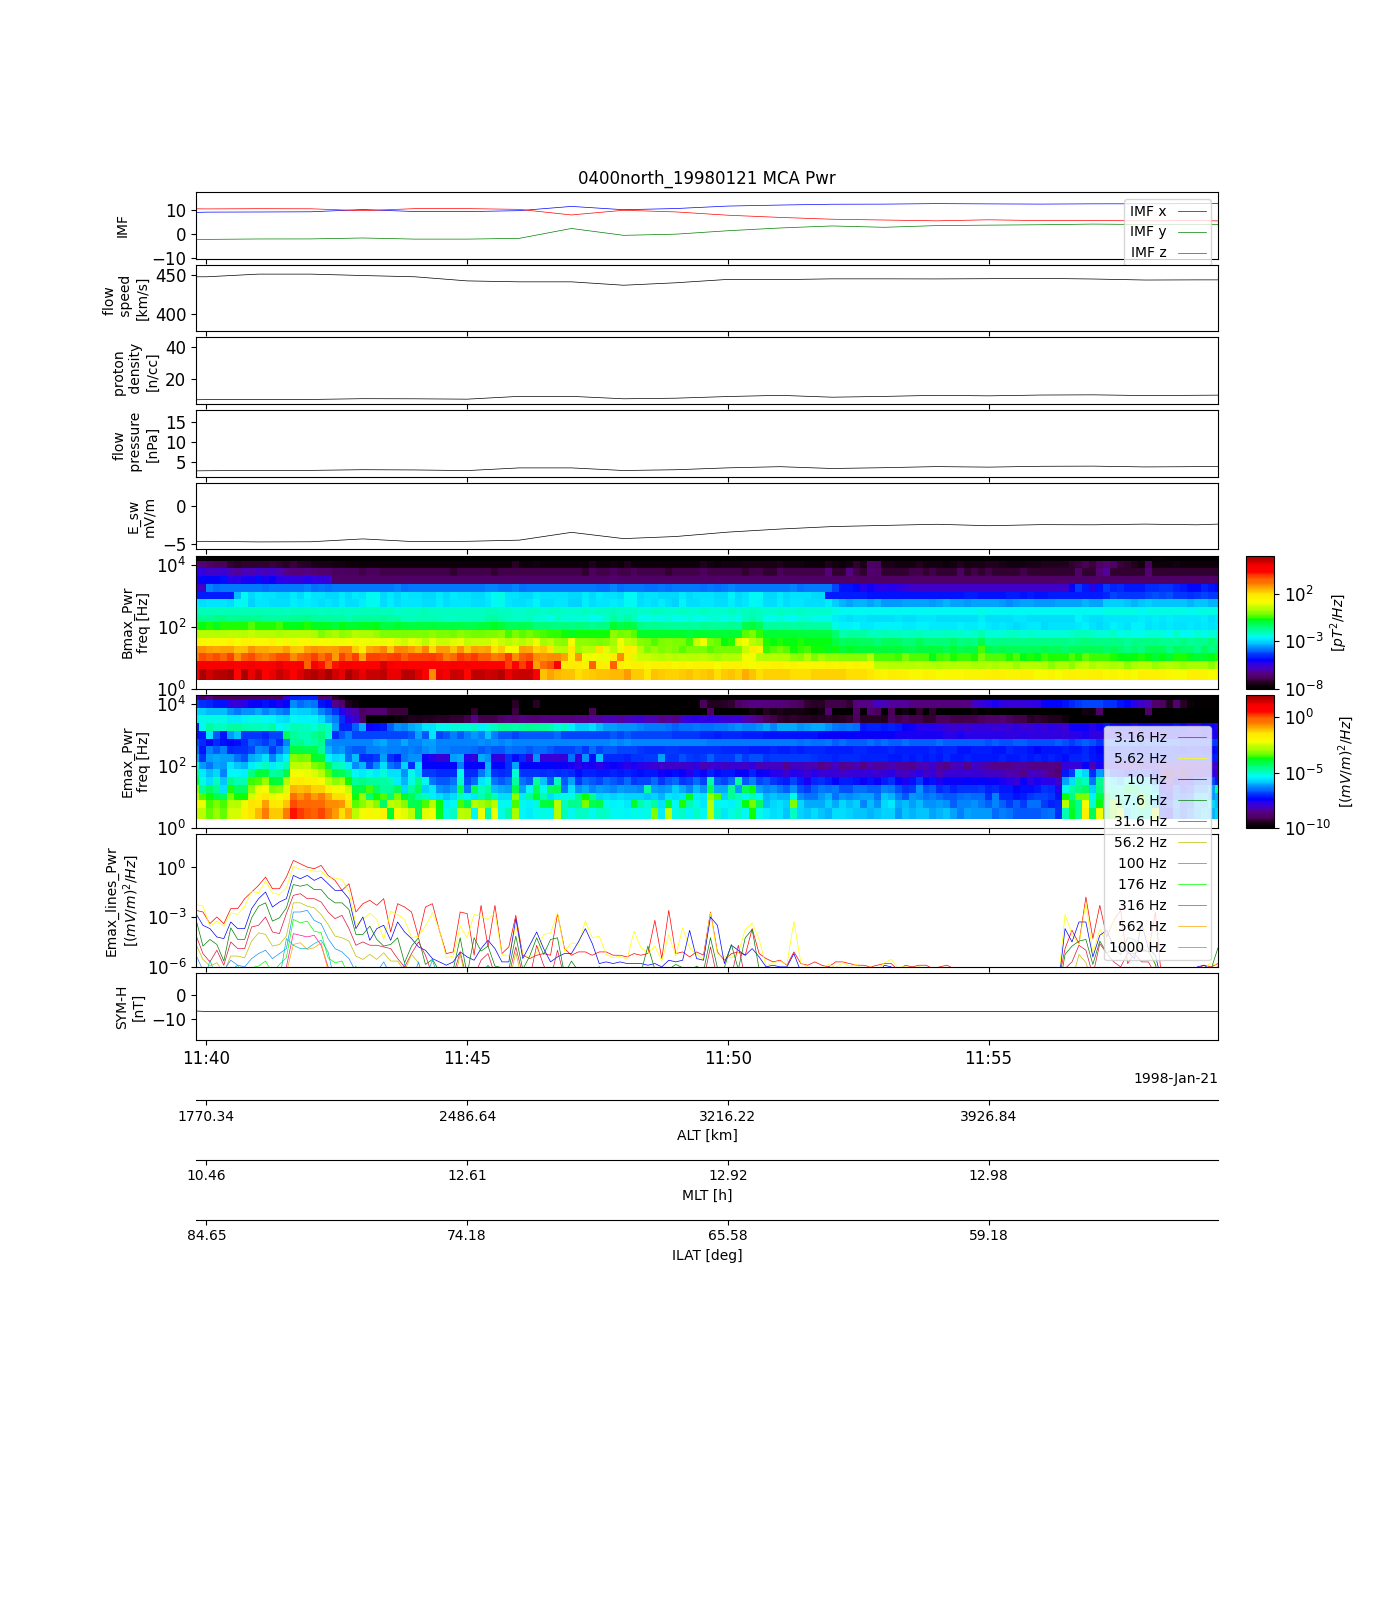 0400north_19980121 MCA Pwr
IMF
10
0
−10
IMF x
IMF y
IMF z
flow
speed
[km/s]
450
400
proton
density
[n/cc]
40
20
flow
pressure
[nPa]
15
10
5
E_sw
mV/m
0
−5
Bmax_Pwr
freq [Hz]
10^4
10^2
10^0
10^2
10^−3
10^−8
[pT^2/Hz]
Emax_Pwr
freq [Hz]
10^4
10^2
10^0
10^0
10^−5
10^−10
[(mV/m)^2/Hz]
3.16 Hz
5.62 Hz
10 Hz
17.6 Hz
31.6 Hz
56.2 Hz
100 Hz
176 Hz
316 Hz
562 Hz
1000 Hz
Emax_lines_Pwr
[(mV/m)^2/Hz]
10^0
10^−3
10^−6
SYM-H
[nT]
0
−10
11:40 11:45 11:50 11:55
1998-Jan-21
1770.34 2486.64 3216.22 3926.84
ALT [km]
10.46 12.61 12.92 12.98
MLT [h]
84.65 74.18 65.58 59.18
ILAT [deg]